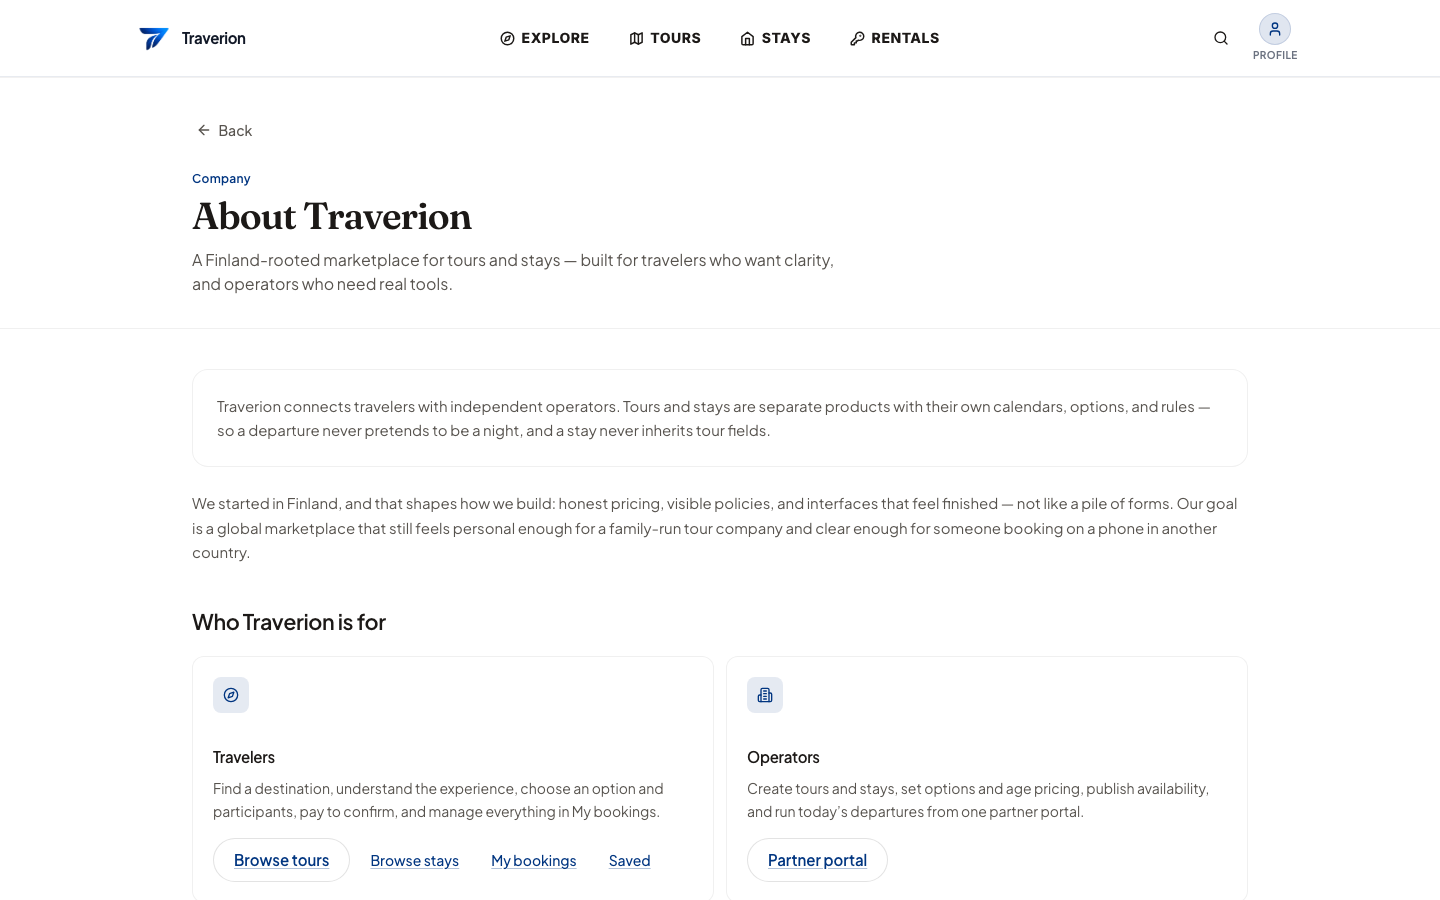 Traverion
EXPLORE
TOURS
STAYS
RENTALS
PROFILE
Back
Company
About Traverion
A Finland-rooted marketplace for tours and stays — built for travelers who want clarity,
and operators who need real tools.
Traverion connects travelers with independent operators. Tours and stays are separate products with their own calendars, options, and rules —
so a departure never pretends to be a night, and a stay never inherits tour fields.
We started in Finland, and that shapes how we build: honest pricing, visible policies, and interfaces that feel finished — not like a pile of forms. Our goal
is a global marketplace that still feels personal enough for a family-run tour company and clear enough for someone booking on a phone in another
country.
Who Traverion is for
Travelers
Find a destination, understand the experience, choose an option and
participants, pay to confirm, and manage everything in My bookings.
Browse tours
Browse stays
My bookings
Saved
Operators
Create tours and stays, set options and age pricing, publish availability,
and run today’s departures from one partner portal.
Partner portal